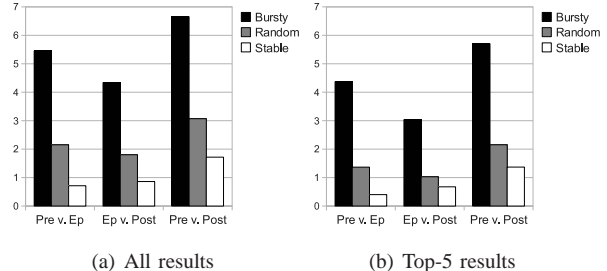 7
6
5
4
3
2
1
0
Pre v. Ep Ep v. Post Pre v. Post
Bursty
Random
Stable
(a) All results
7
6
5
4
3
2
1
0
Pre v. Ep Ep v. Post Pre v. Post
Bursty
Random
Stable
(b) Top-5 results